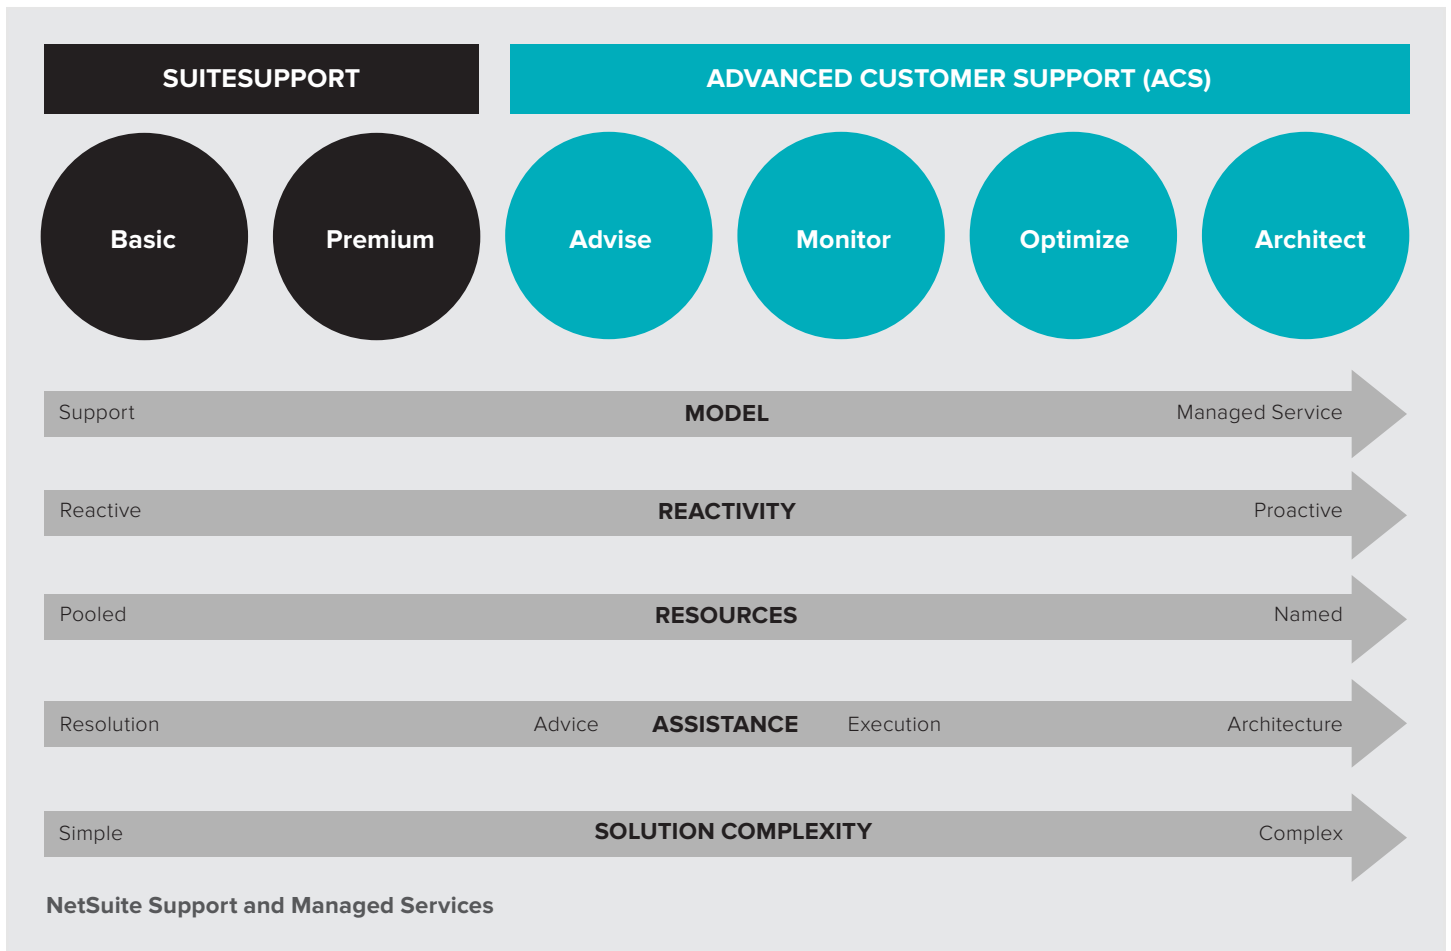 SUITESUPPORT
ADVANCED CUSTOMER SUPPORT (ACS)
Basic
Premium
Advise
Monitor
Optimize
Architect
Support MODEL Managed Service
Reactive REACTIVITY Proactive
Pooled RESOURCES Named
Resolution Advice ASSISTANCE Execution Architecture
Simple SOLUTION COMPLEXITY Complex
NetSuite Support and Managed Services